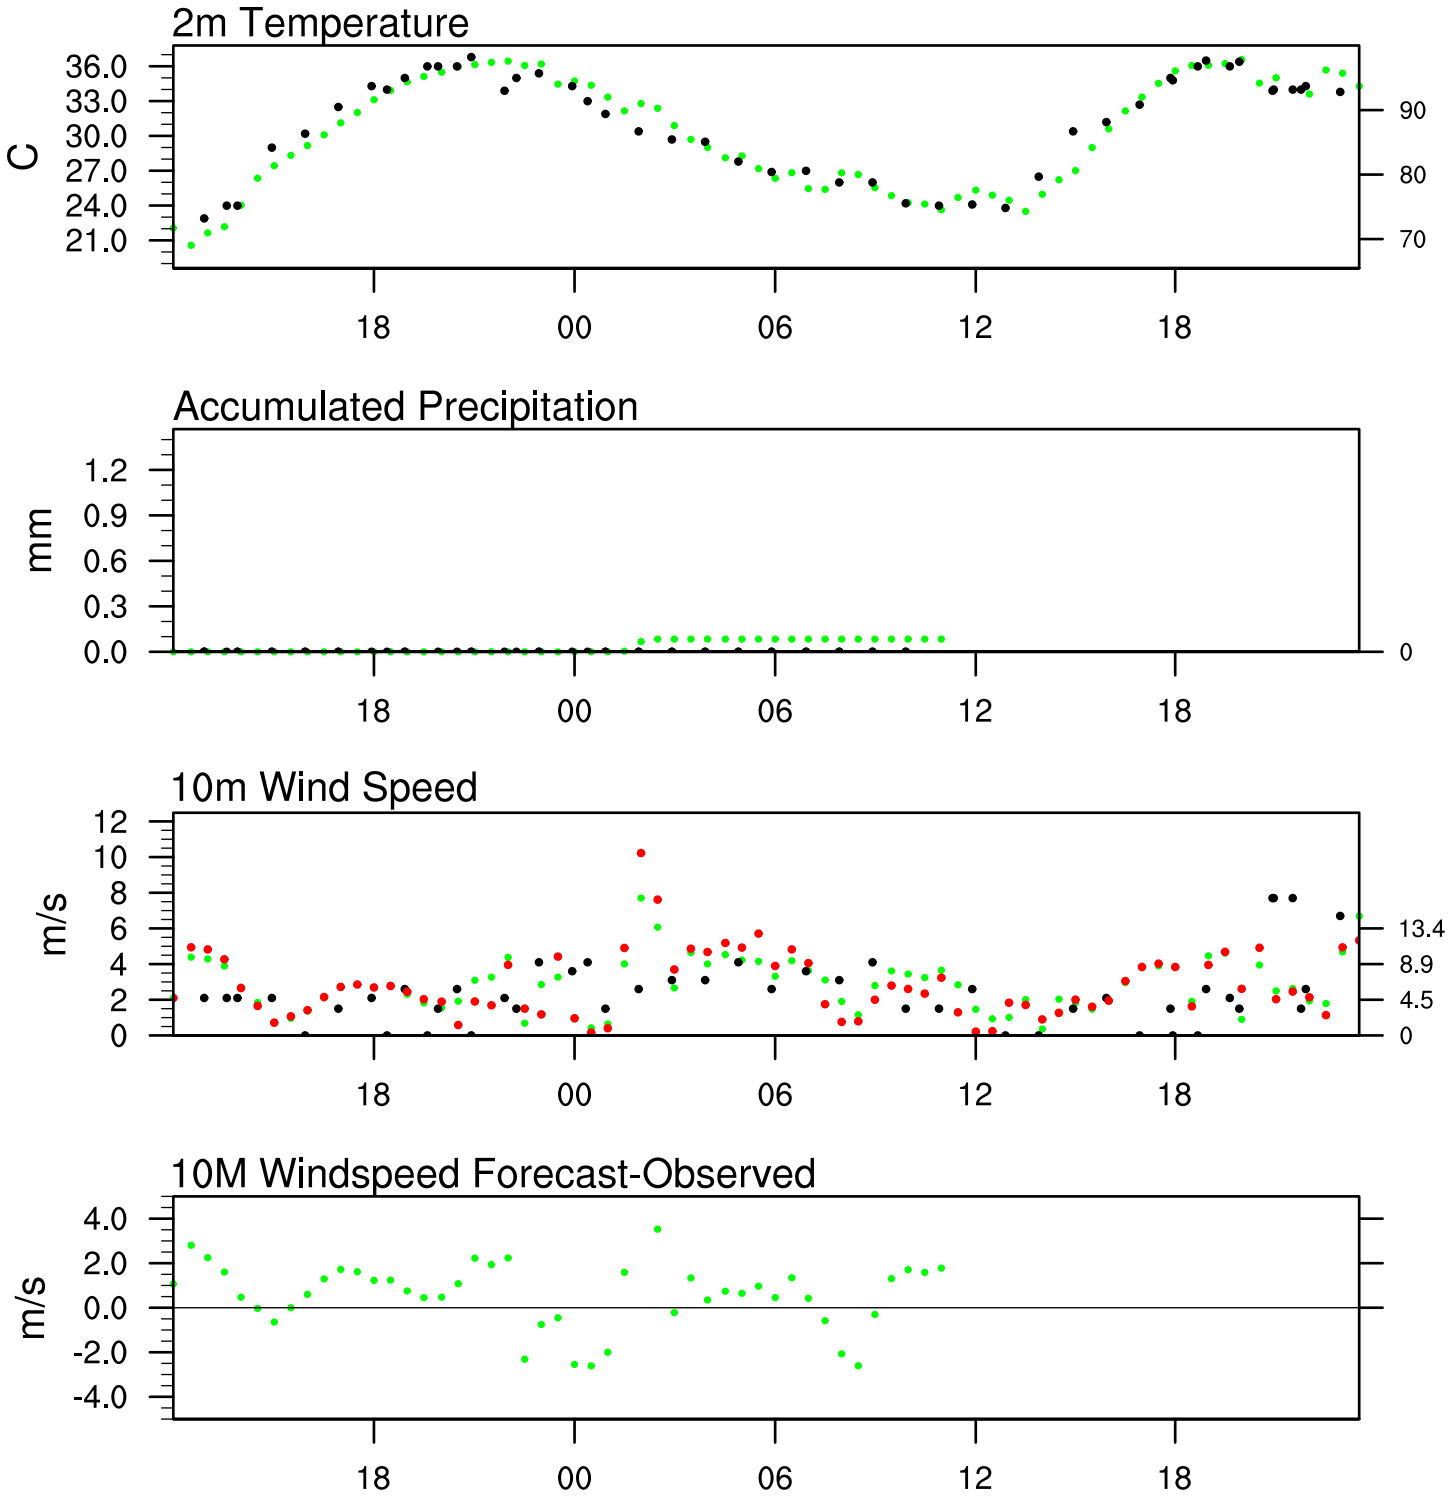 2m Temperature
36.0
33.0
30.0
27.0
24.0
21.0
C
90
80
70
18 00 06 12 18
Accumulated Precipitation
1.2
0.9
0.6
0.3
0.0
mm
0
18 00 06 12 18
10m Wind Speed
12
10
8
6
4
2
0
m/s
13.4
8.9
4.5
0
18 00 06 12 18
10M Windspeed Forecast-Observed
4.0
2.0
0.0
-2.0
-4.0
m/s
18 00 06 12 18